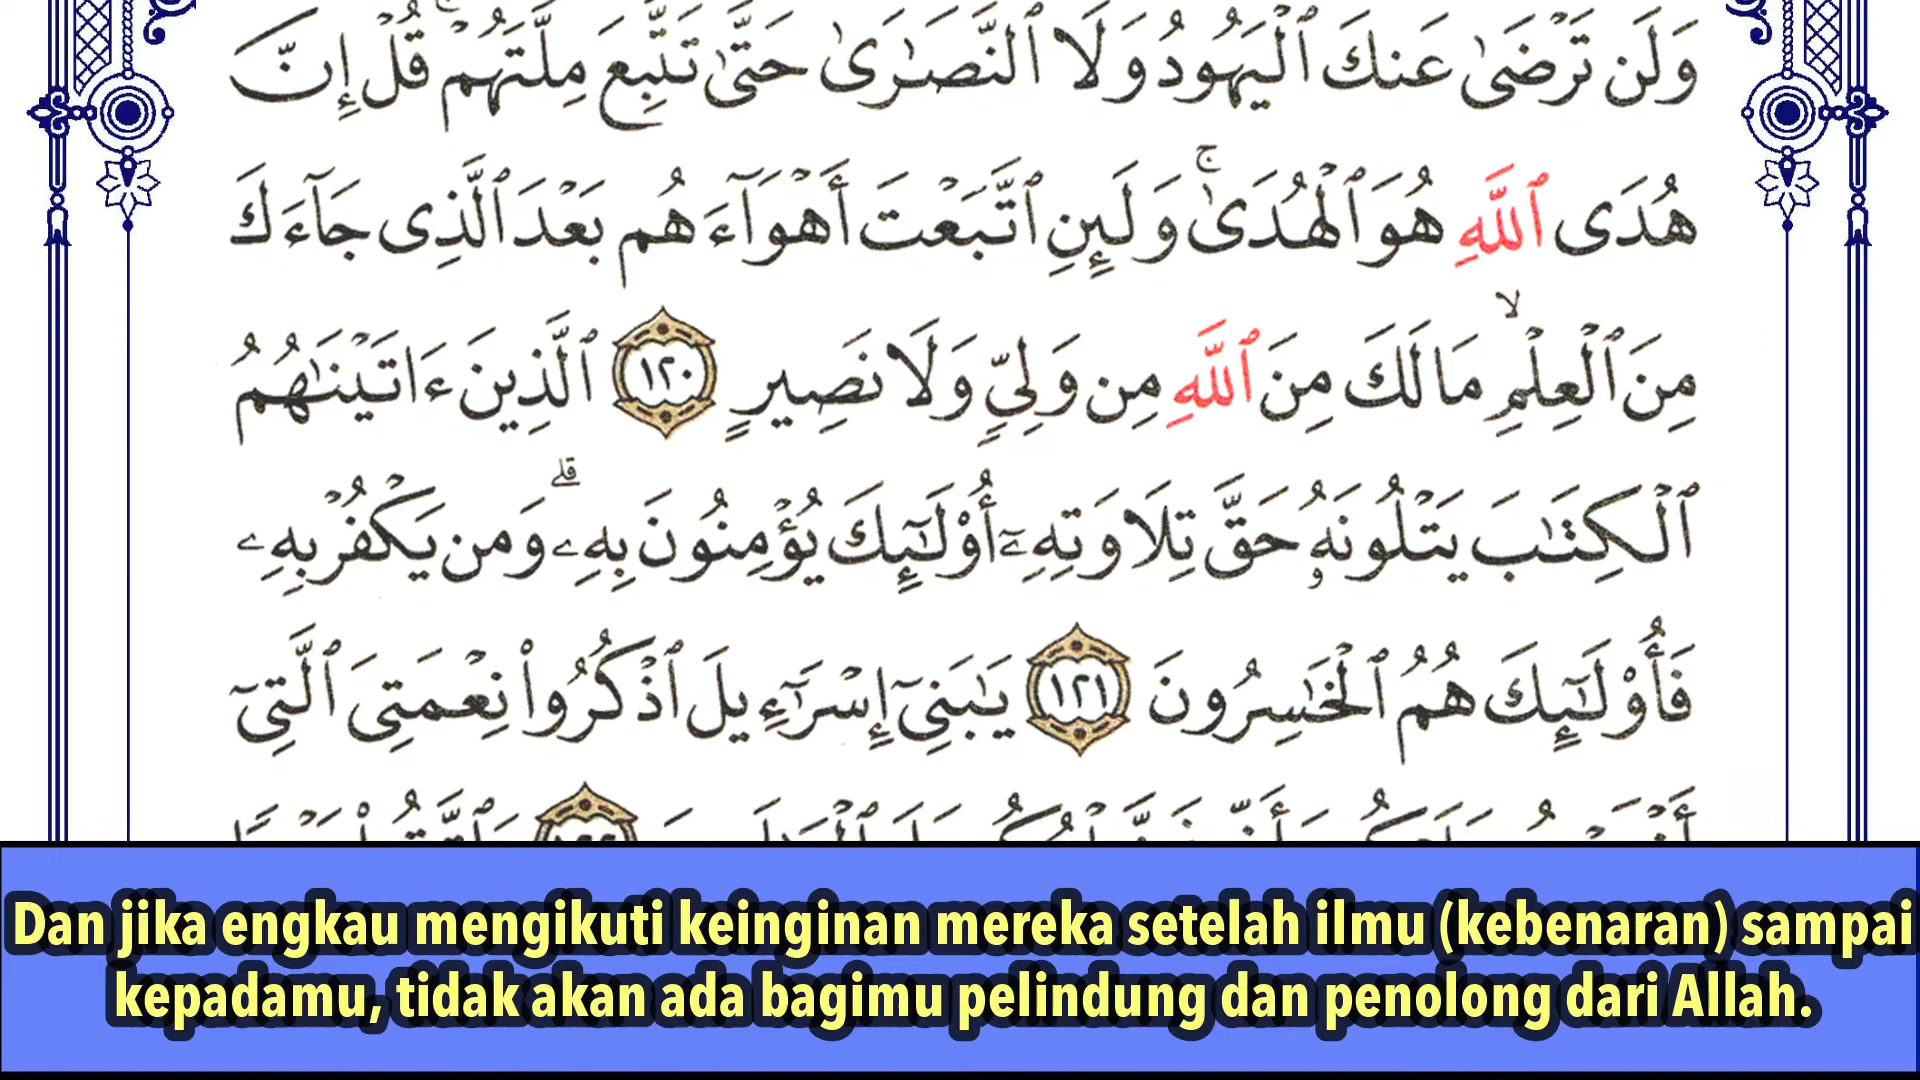 وَلَن تَرْضَىٰ عَنكَ ٱلْيَهُودُ وَلَا ٱلنَّصَـٰرَىٰ حَتَّىٰ تَتَّبِعَ مِلَّتَهُمْ ۗ قُلْ إِنَّ
هُدَى ٱللَّهِ هُوَ ٱلْهُدَىٰ ۚ وَلَئِنِ ٱتَّبَعْتَ أَهْوَآءَهُم بَعْدَ ٱلَّذِى جَآءَكَ
مِنَ ٱلْعِلْمِ ۙ مَا لَكَ مِنَ ٱللَّهِ مِن وَلِىٍّ وَلَا نَصِيرٍ ١٢٠ ٱلَّذِينَ ءَاتَيْنَـٰهُمُ
ٱلْكِتَـٰبَ يَتْلُونَهُۥ حَقَّ تِلَاوَتِهِۦٓ أُو۟لَـٰٓئِكَ يُؤْمِنُونَ بِهِۦ ۗ وَمَن يَكْفُرْ بِهِۦ
فَأُو۟لَـٰٓئِكَ هُمُ ٱلْخَـٰسِرُونَ ١٢١ يَـٰبَنِىٓ إِسْرَٰٓءِيلَ ٱذْكُرُوا۟ نِعْمَتِىَ ٱلَّتِىٓ
Dan jika engkau mengikuti keinginan mereka setelah ilmu (kebenaran) sampai
kepadamu, tidak akan ada bagimu pelindung dan penolong dari Allah.